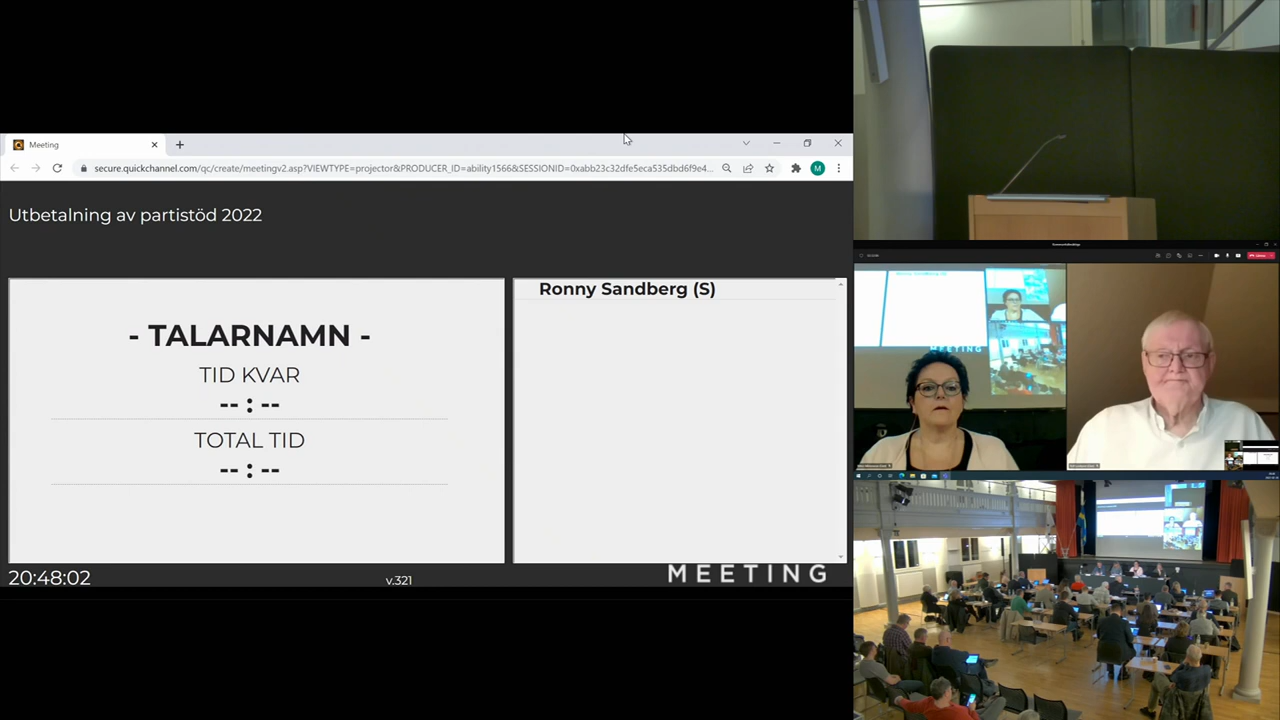 Meeting
secure.quickchannel.com/qc/create/meetingv2.asp?VIEWTYPE=projector&PRODUCER_ID=ability1566&SESSIONID=0xabb23c32dfe5eca535dbd6f9e4...
M
Utbetalning av partistöd 2022
- TALARNAMN -
TID KVAR
-- : --
TOTAL TID
-- : --
Ronny Sandberg (S)
20:48:02
v.321
MEETING
MEETING